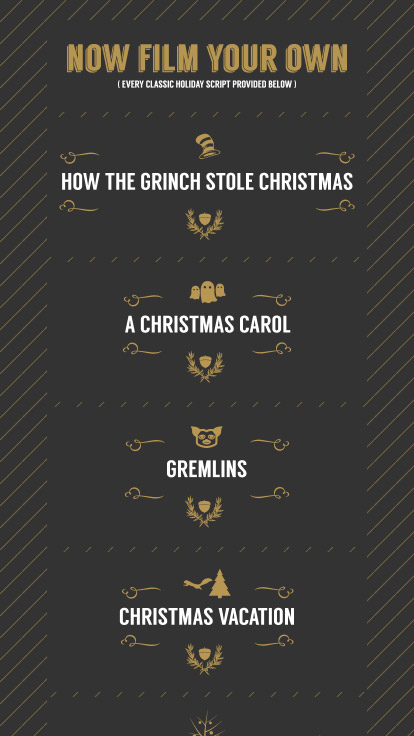 NOW FILM YOUR OWN
( EVERY CLASSIC HOLIDAY SCRIPT PROVIDED BELOW )
HOW THE GRINCH STOLE CHRISTMAS
A CHRISTMAS CAROL
GREMLINS
CHRISTMAS VACATION